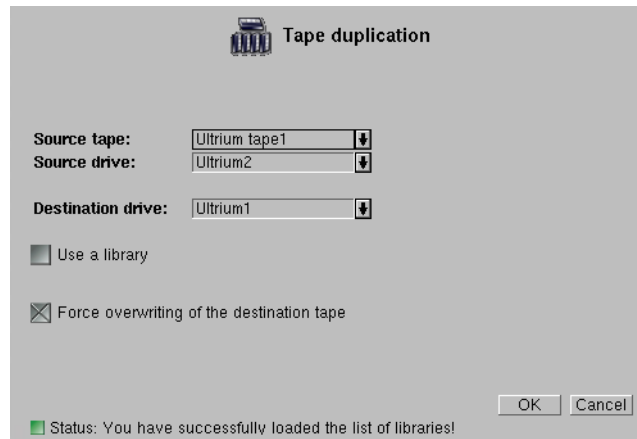 Tape duplication
Source tape: Ultrium tape1
Source drive: Ultrium2
Destination drive: Ultrium1
Use a library
Force overwriting of the destination tape
OK Cancel
Status: You have successfully loaded the list of libraries!